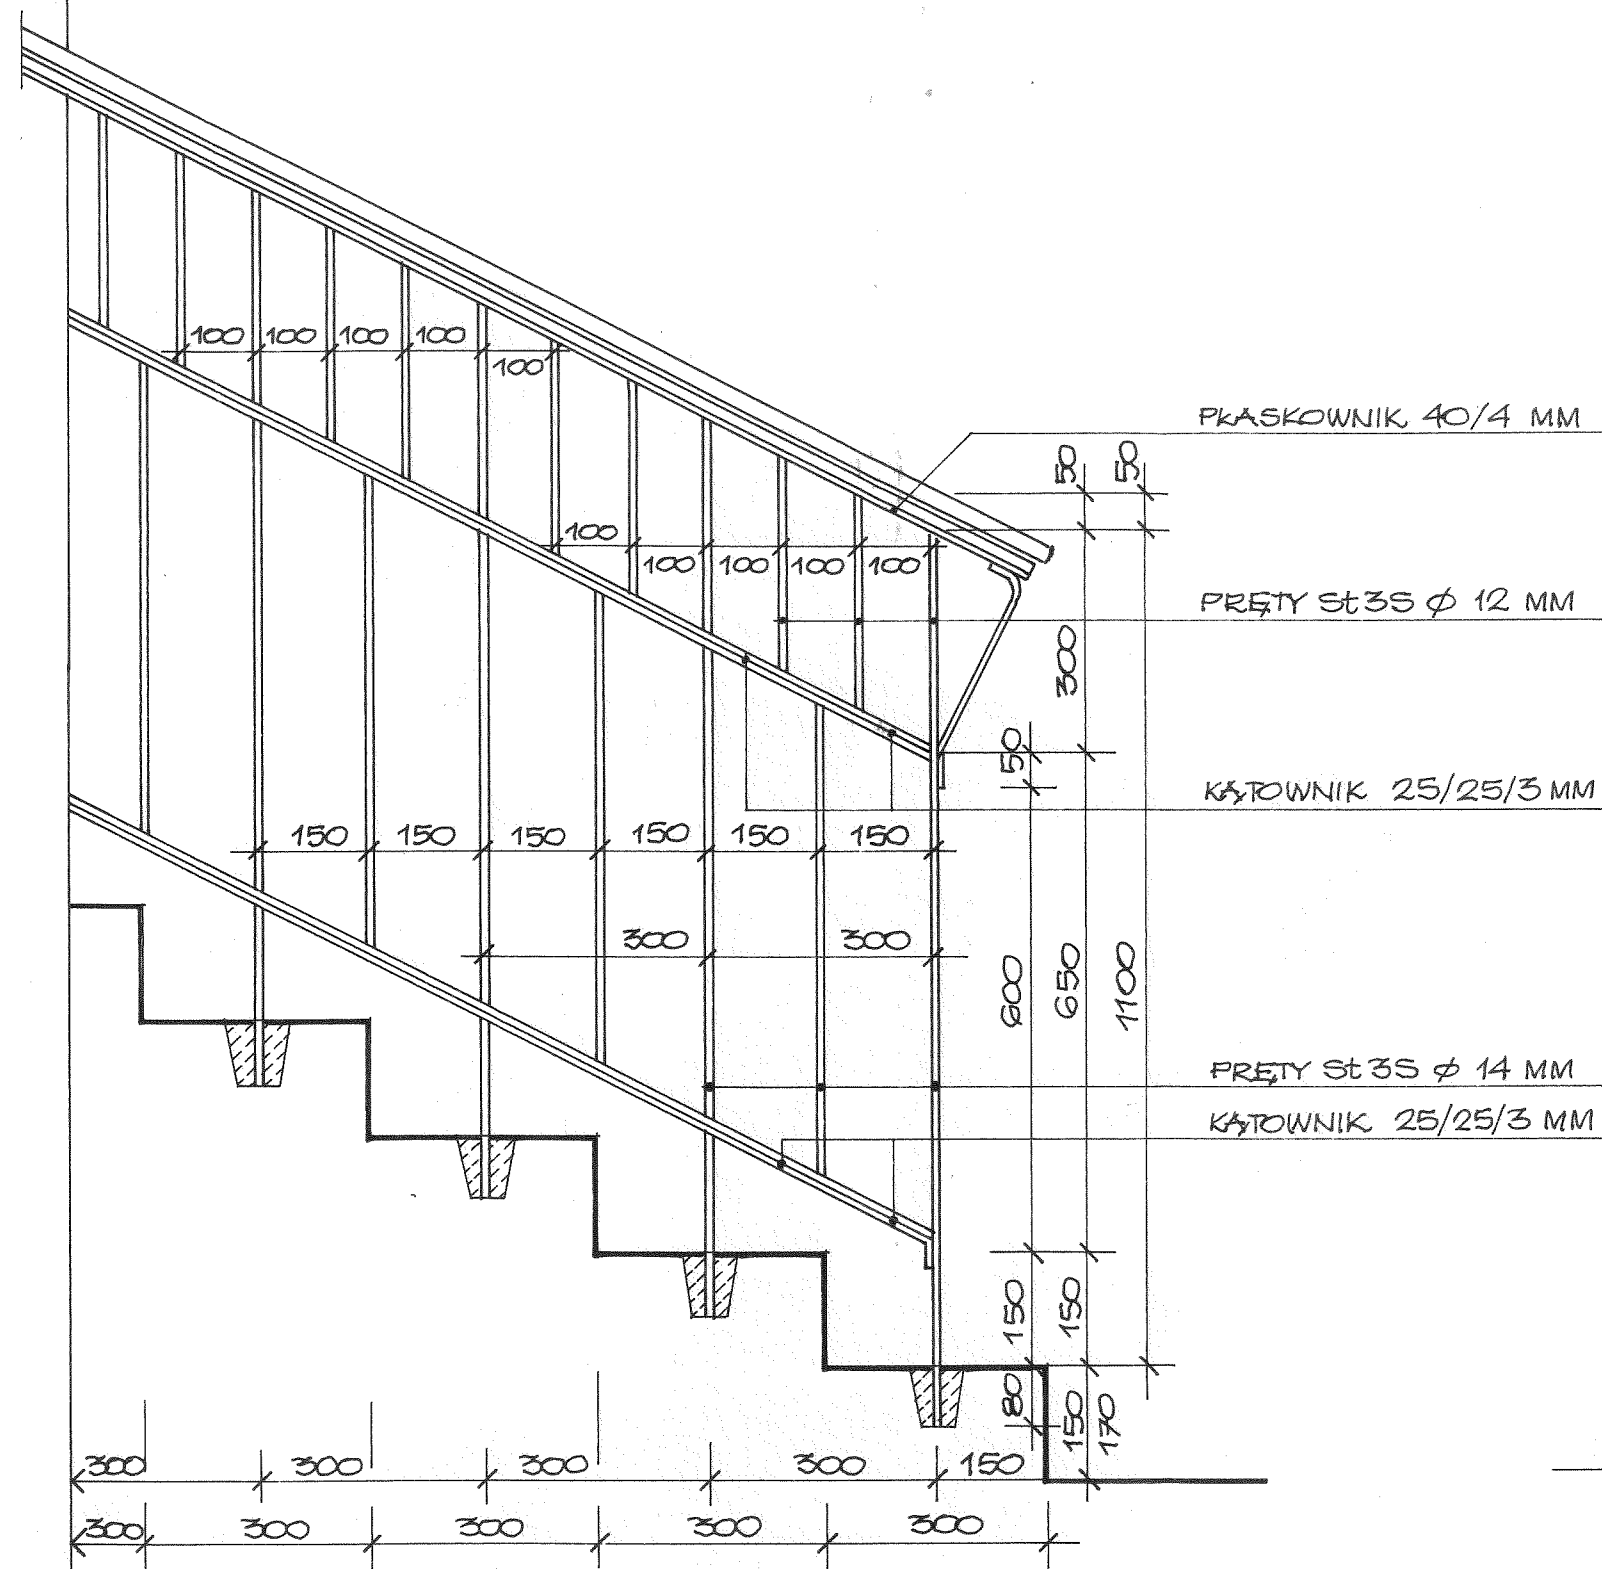 100 100 100 100
100
PŁASKOWNIK 40/4 MM
50 50
100
100 100 100 100
PRĘTY St3S ϕ 12 MM
300
50
KĄTOWNIK 25/25/3 MM
150 150 150 150 150 150
300 300
600 650 1100
PRĘTY St3S ϕ 14 MM
KĄTOWNIK 25/25/3 MM
150 150
80 150 170
300 300 300 300 150
300 300 300 300 300